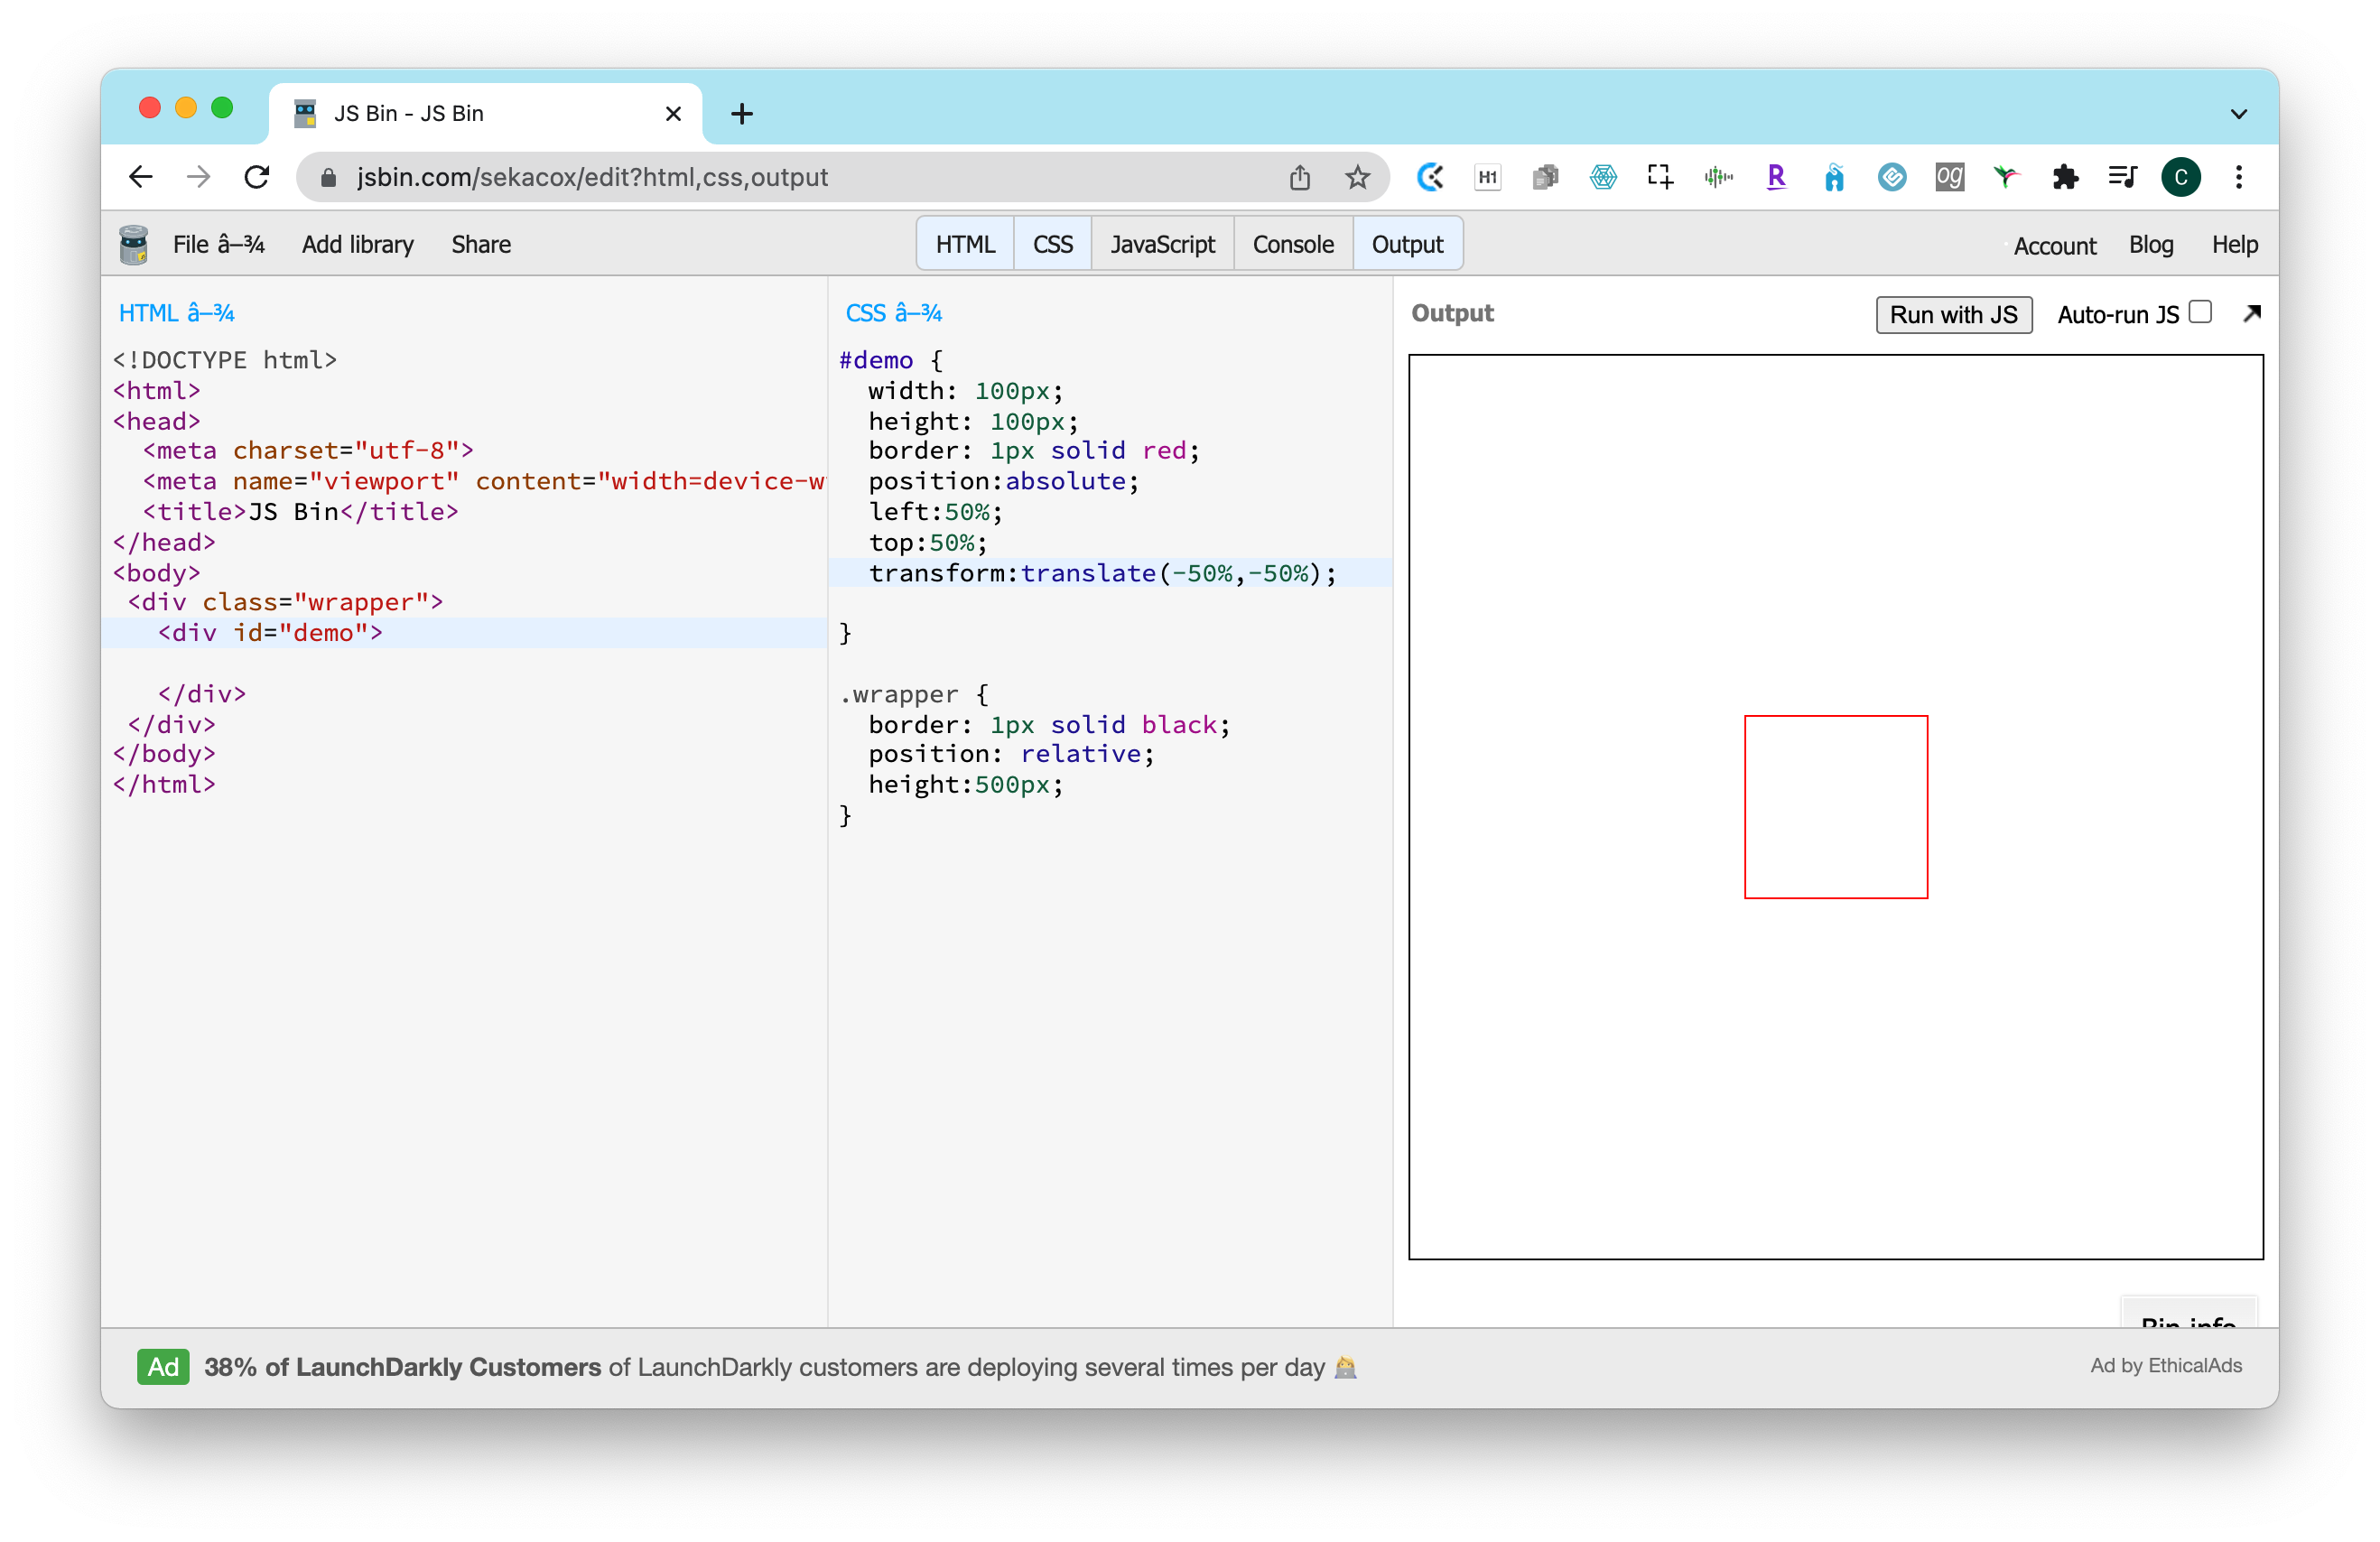 JS Bin - JS Bin
jsbin.com/sekacox/edit?html,css,output
H1
R
og
C
File â–¾ Add library Share HTML CSS JavaScript Console Output Account Blog Help
HTML â–¾
<!DOCTYPE html>
<html>
<head>
  <meta charset="utf-8">
  <meta name="viewport" content="width=device-w
  <title>JS Bin</title>
</head>
<body>
 <div class="wrapper">
   <div id="demo">

   </div>
 </div>
</body>
</html>
CSS â–¾
#demo {
  width: 100px;
  height: 100px;
  border: 1px solid red;
  position:absolute;
  left:50%;
  top:50%;
  transform:translate(-50%,-50%);

}

.wrapper {
  border: 1px solid black;
  position: relative;
  height:500px;
}
Output Run with JS Auto-run JS
Bin info
Ad 38% of LaunchDarkly Customers of LaunchDarkly customers are deploying several times per day
Ad by EthicalAds